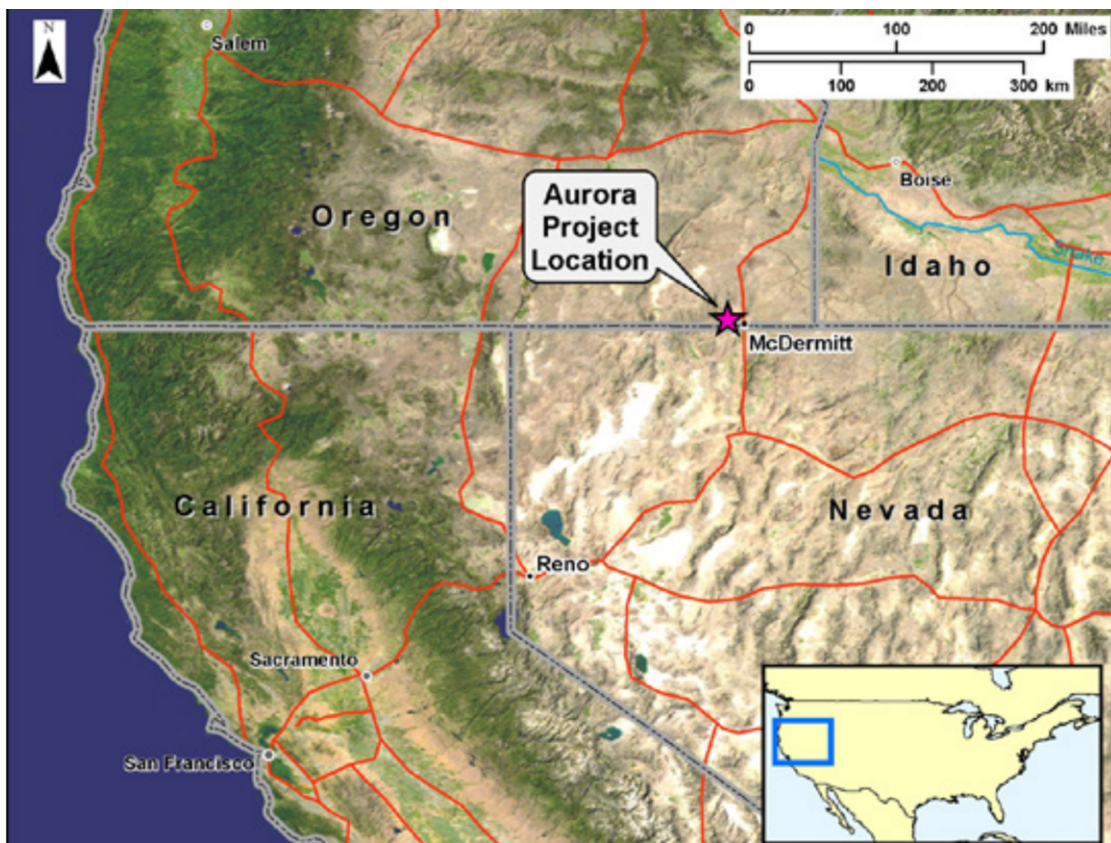 N
Salem
0 100 200 Miles
0 100 200 300 km
Boise
Aurora
Project
Location
Oregon
Snake
Idaho
McDermitt
California
Nevada
Reno
Sacramento
San Francisco